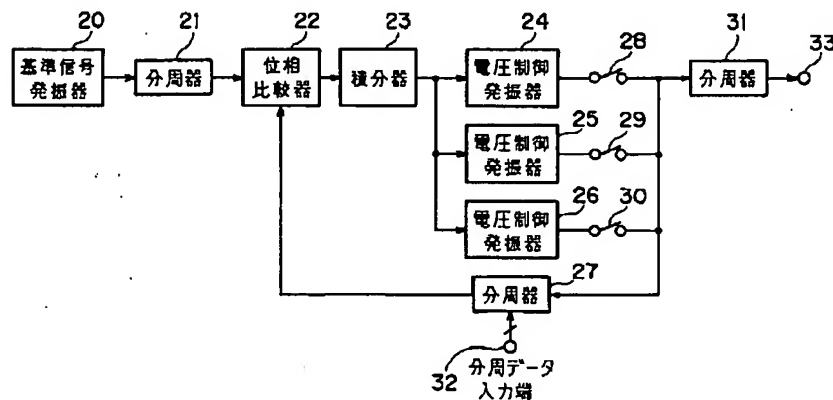 20
21
22
23
24
28
31
33
基準信号
発振器
分周器
位相
比較器
積分器
電圧制御
発振器
分周器
25
29
電圧制御
発振器
26
30
電圧制御
発振器
27
分周器
32
分周データ
入力端